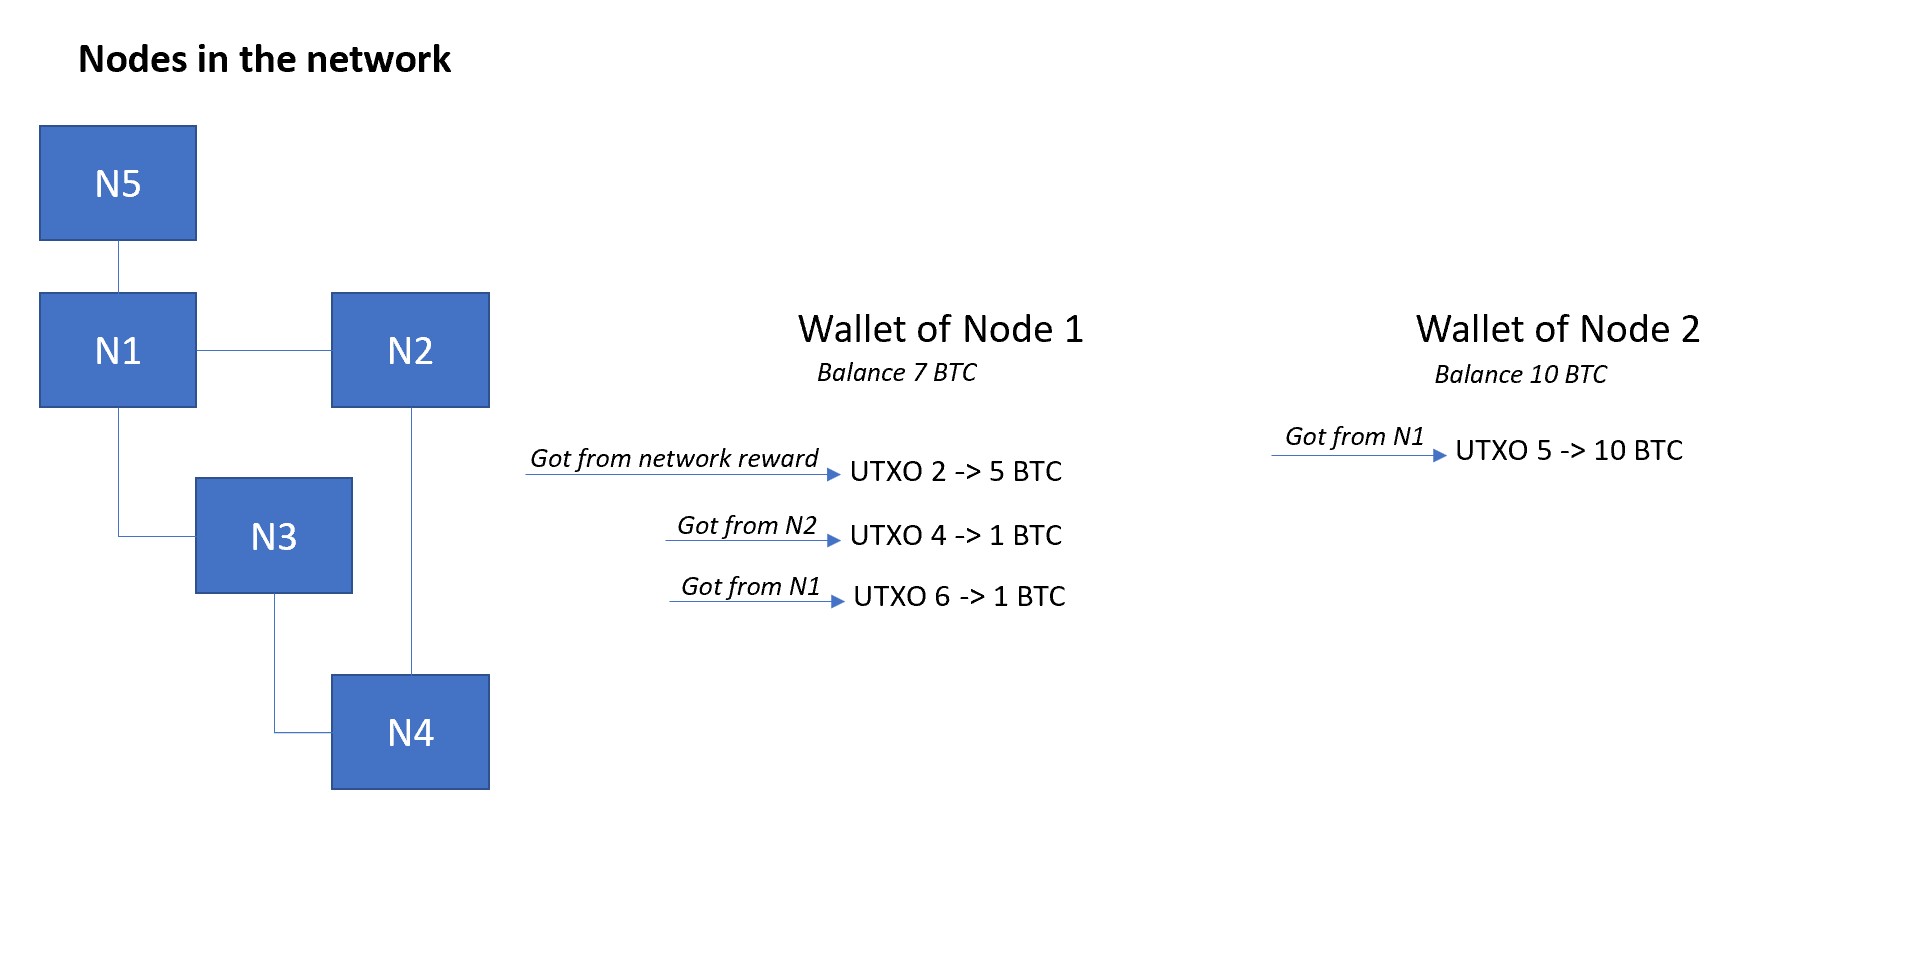 Nodes in the network
N5
N1
N2
N3
N4
Wallet of Node 1
Balance 7 BTC
Got from network reward
UTXO 2 -> 5 BTC
Got from N2
UTXO 4 -> 1 BTC
Got from N1
UTXO 6 -> 1 BTC
Wallet of Node 2
Balance 10 BTC
Got from N1
UTXO 5 -> 10 BTC